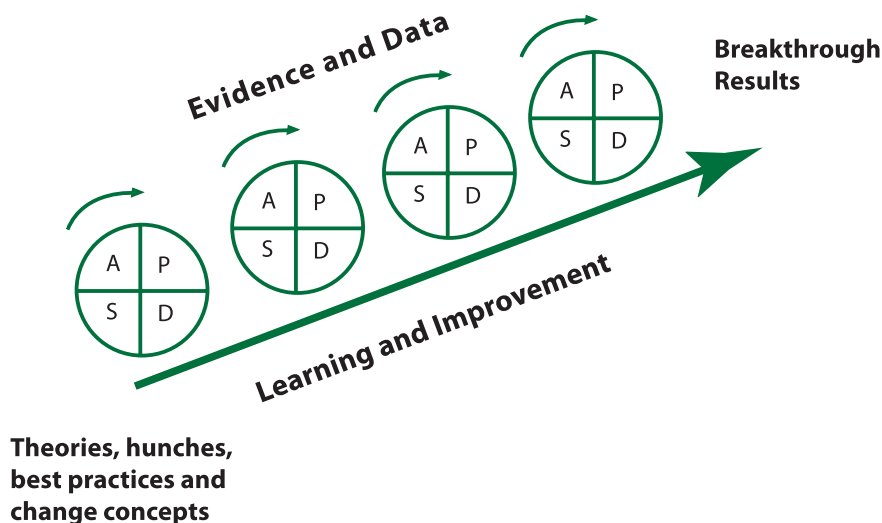 Evidence and Data
Breakthrough
Results
A P
S D
A P
S D
A P
S D
A P
S D
Learning and Improvement
Theories, hunches,
best practices and
change concepts